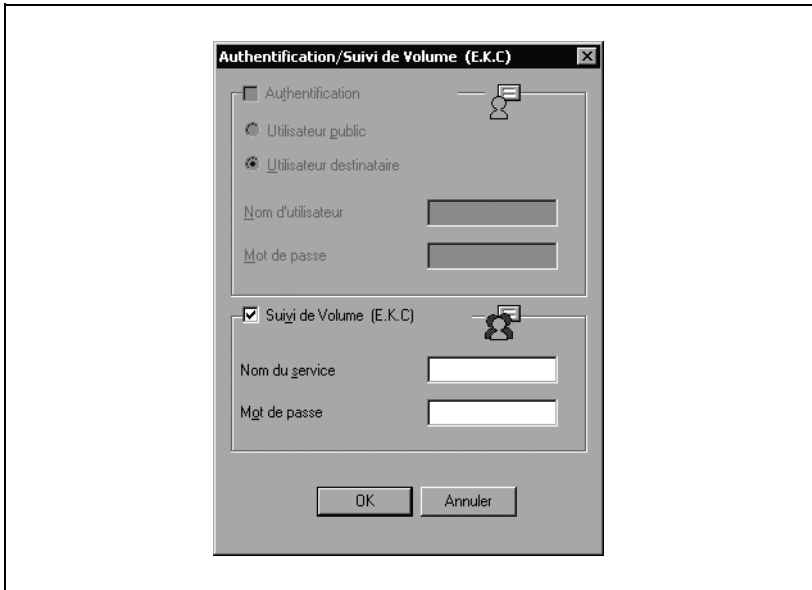 Authentification/Suivi de Volume (E.K.C)
Authentification
Utilisateur public
Utilisateur destinataire
Nom d'utilisateur
Mot de passe
Suivi de Volume (E.K.C)
Nom du service
Mot de passe
OK Annuler